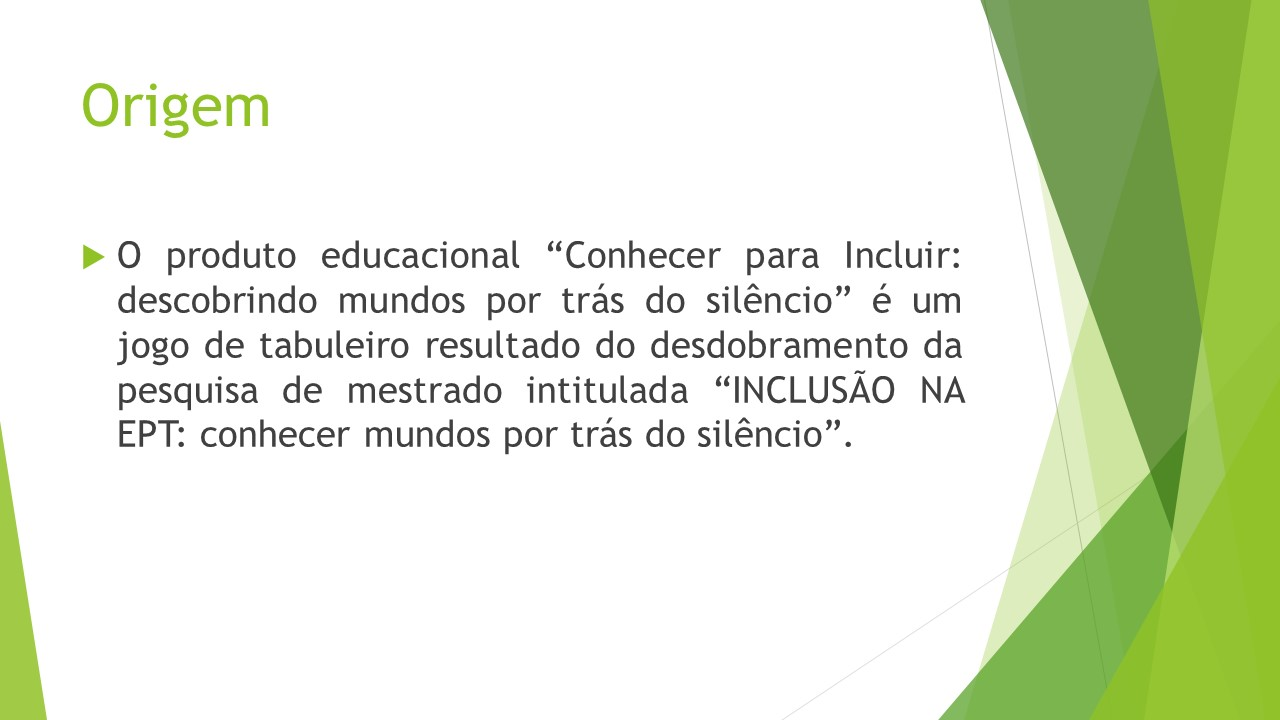 Origem
O produto educacional “Conhecer para Incluir:
descobrindo mundos por trás do silêncio” é um
jogo de tabuleiro resultado do desdobramento da
pesquisa de mestrado intitulada “INCLUSÃO NA
EPT: conhecer mundos por trás do silêncio”.